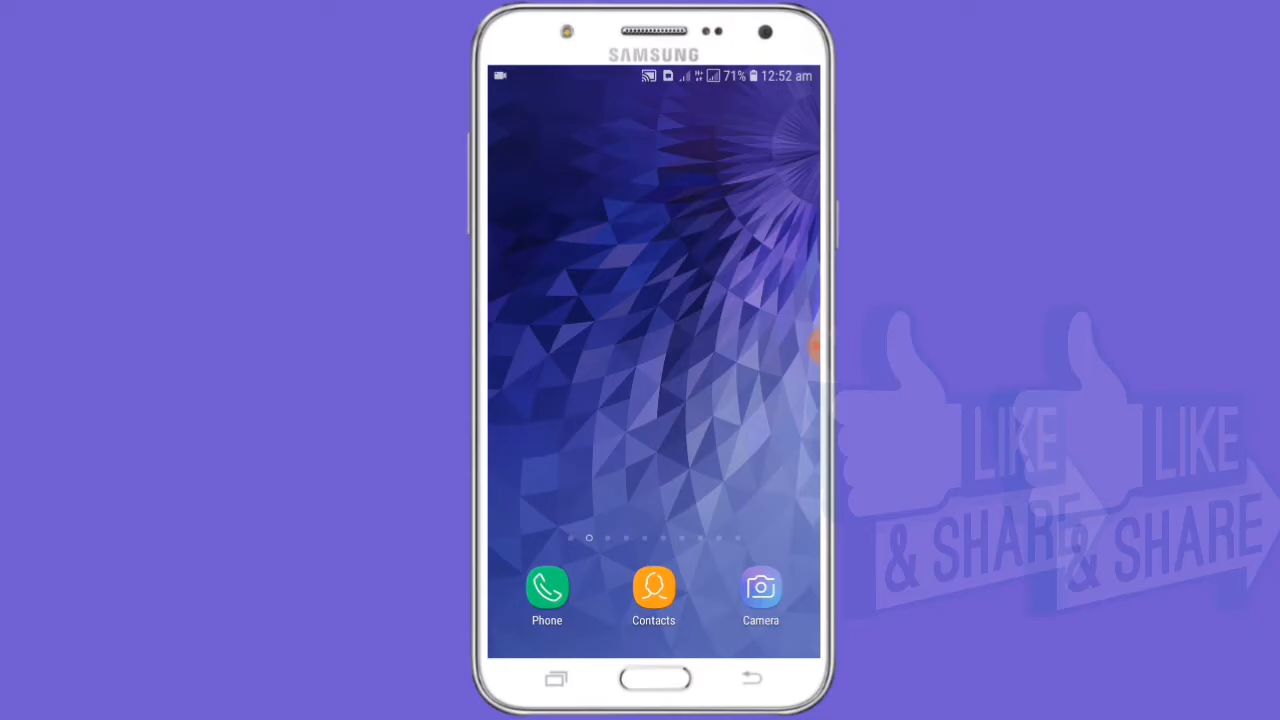 SAMSUNG
71% 12:52 am
Phone Contacts Camera
LIKE
& SHARE
LIKE
& SHARE